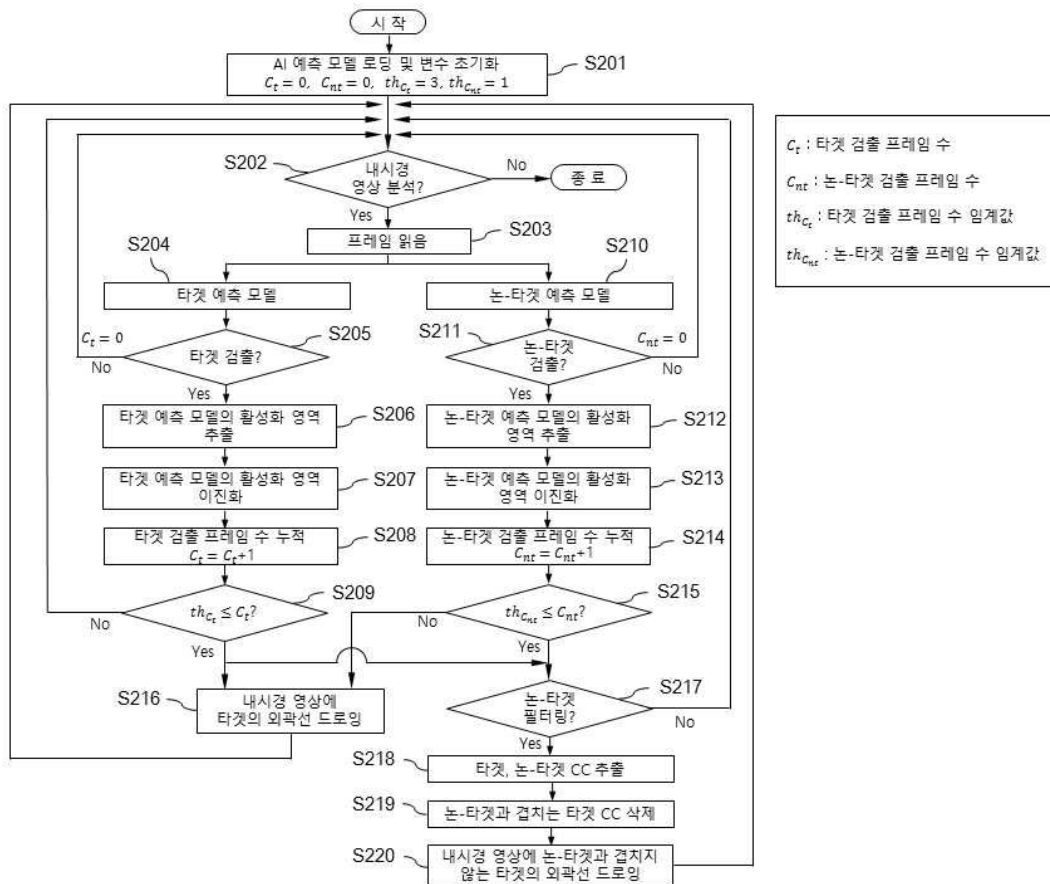 시 작
AI 예측 모델 로딩 및 변수 초기화
C_t = 0, C_nt = 0, th_{C_t} = 3, th_{C_nt} = 1
S201
S202
내시경
영상 분석?
No
종 료
Yes
프레임 읽음
S203
S204
타겟 예측 모델
S210
논-타겟 예측 모델
C_t = 0
No
타겟 검출?
S205
Yes
S211
논-타겟
검출?
C_nt = 0
No
Yes
타겟 예측 모델의 활성화 영역
추출
S206
논-타겟 예측 모델의 활성화
영역 추출
S212
타겟 예측 모델의 활성화 영역
이진화
S207
논-타겟 예측 모델의 활성화
영역 이진화
S213
타겟 검출 프레임 수 누적
C_t = C_t+1
S208
논-타겟 검출 프레임 수 누적
C_nt = C_nt+1
S214
th_{C_t} ≤ C_t?
S209
No
Yes
th_{C_nt} ≤ C_nt?
S215
No
Yes
S216
내시경 영상에
타겟의 외곽선 드로잉
논-타겟
필터링?
S217
No
Yes
S218
타겟, 논-타겟 CC 추출
S219
논-타겟과 겹치는 타겟 CC 삭제
S220
내시경 영상에 논-타겟과 겹치지
않는 타겟의 외곽선 드로잉
C_t : 타겟 검출 프레임 수
C_nt : 논-타겟 검출 프레임 수
th_{C_t} : 타겟 검출 프레임 수 임계값
th_{C_nt} : 논-타겟 검출 프레임 수 임계값